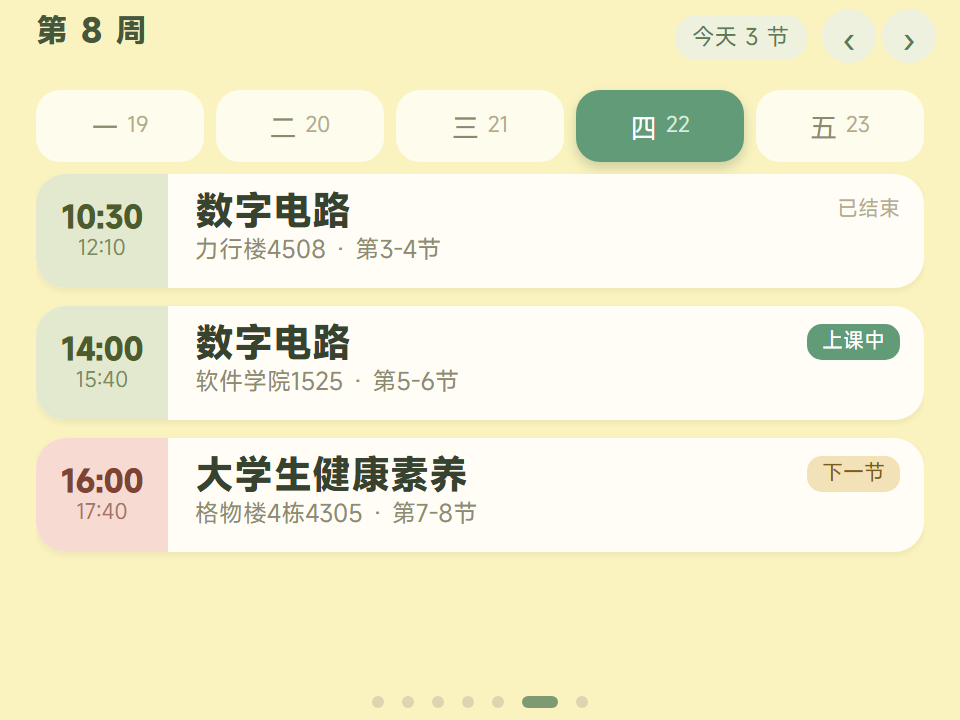 第 8 周
今天 3 节
‹ ›
一 19 二 20 三 21 四 22 五 23
10:30
12:10
数字电路
力行楼4508 · 第3-4节
已结束
14:00
15:40
数字电路
软件学院1525 · 第5-6节
上课中
16:00
17:40
大学生健康素养
格物楼4栋4305 · 第7-8节
下一节